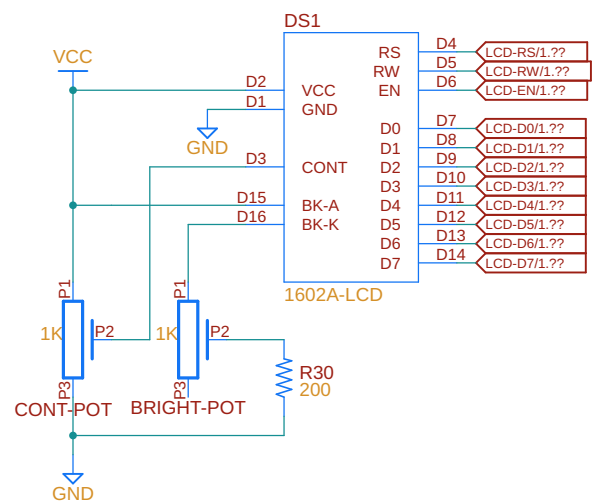 DS1
VCC
D2 VCC
D1 GND
GND
D3 CONT
D15 BK-A
D16 BK-K
RS D4 LCD-RS/1.??
RW D5 LCD-RW/1.??
EN D6 LCD-EN/1.??
D0 D7 LCD-D0/1.??
D1 D8 LCD-D1/1.??
D2 D9 LCD-D2/1.??
D3 D10 LCD-D3/1.??
D4 D11 LCD-D4/1.??
D5 D12 LCD-D5/1.??
D6 D13 LCD-D6/1.??
D7 D14 LCD-D7/1.??
1602A-LCD
P1
1K P2
P3
CONT-POT
P1
1K P2
P3
BRIGHT-POT
R30
200
GND